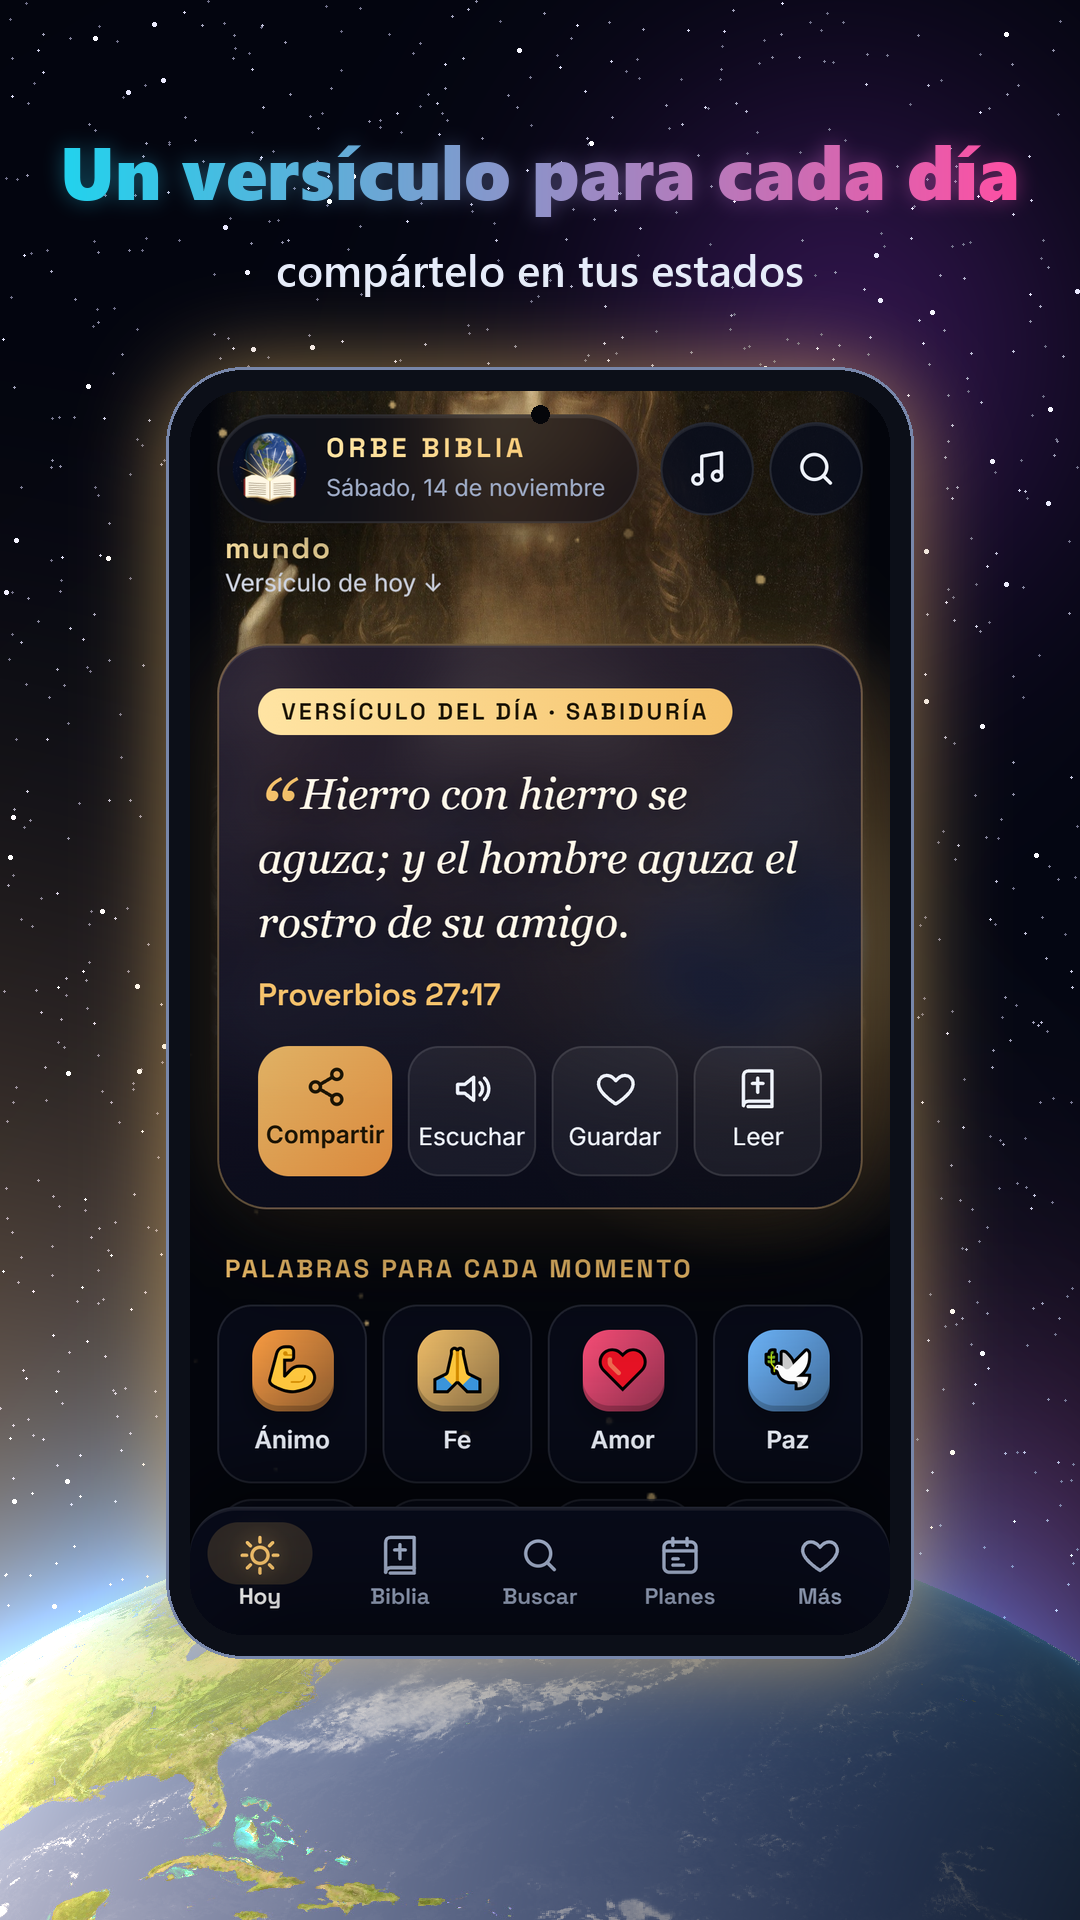 Un versículo para cada día
compártelo en tus estados
ORBE BIBLIA
Sábado, 14 de noviembre
mundo
Versículo de hoy ↓
VERSÍCULO DEL DÍA · SABIDURÍA
“Hierro con hierro se
aguza; y el hombre aguza el
rostro de su amigo.
Proverbios 27:17
Compartir Escuchar Guardar Leer
PALABRAS PARA CADA MOMENTO
Ánimo Fe Amor Paz
Hoy Biblia Buscar Planes Más